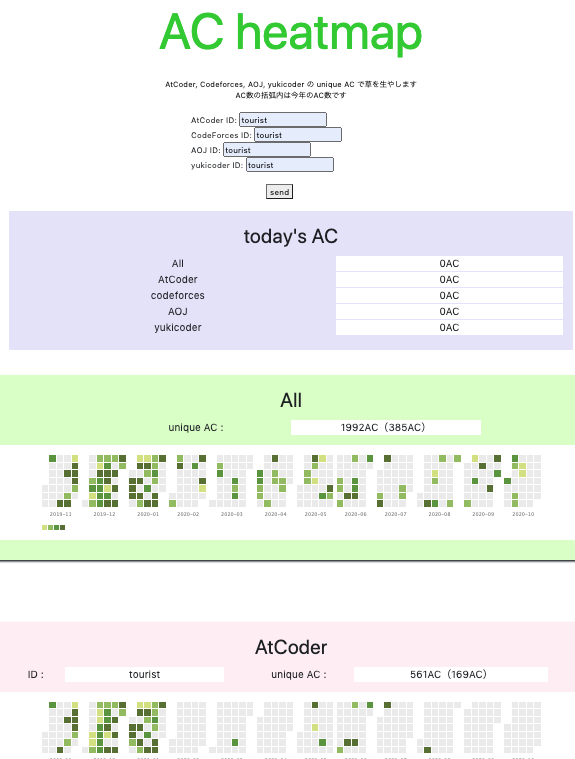 AC heatmap
AtCoder, Codeforces, AOJ, yukicoder の unique AC で草を生やします
AC数の括弧内は今年のAC数です
AtCoder ID: tourist
CodeForces ID: tourist
AOJ ID: tourist
yukicoder ID: tourist
send
today's AC
All 0AC
AtCoder 0AC
codeforces 0AC
AOJ 0AC
yukicoder 0AC
All
unique AC : 1992AC（385AC）
2019-11 2019-12 2020-01 2020-02 2020-03 2020-04 2020-05 2020-06 2020-07 2020-08 2020-09 2020-10
AtCoder
ID : tourist unique AC : 561AC（169AC）